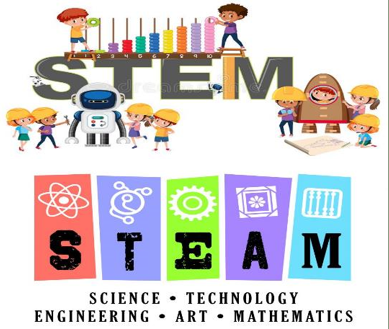 STEM
STEAM
SCIENCE • TECHNOLOGY
ENGINEERING • ART • MATHEMATICS